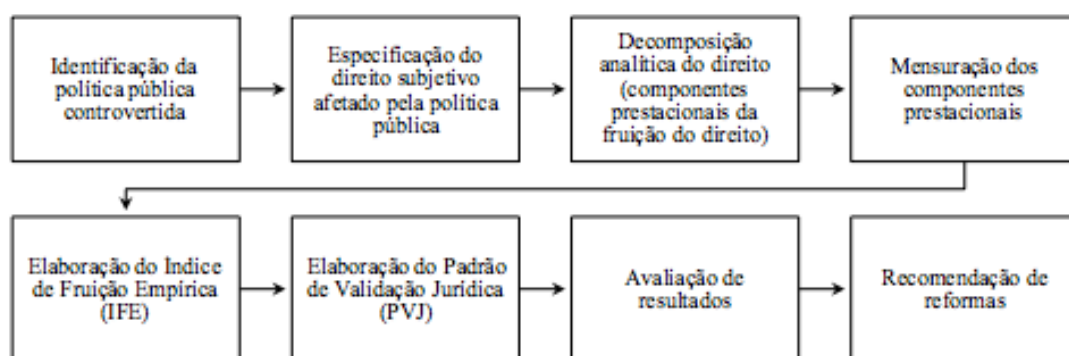 Identificação da
política pública
controvertida
Especificação do
direito subjetivo
afetado pela política
pública
Decomposição
analítica do direito
(componentes
prestacionais da
fruição do direito)
Mensuração dos
componentes
prestacionais
Elaboração do Índice
de Fruição Empírica
(IFE)
Elaboração do Padrão
de Validação Jurídica
(PVJ)
Avaliação de
resultados
Recomendação de
reformas